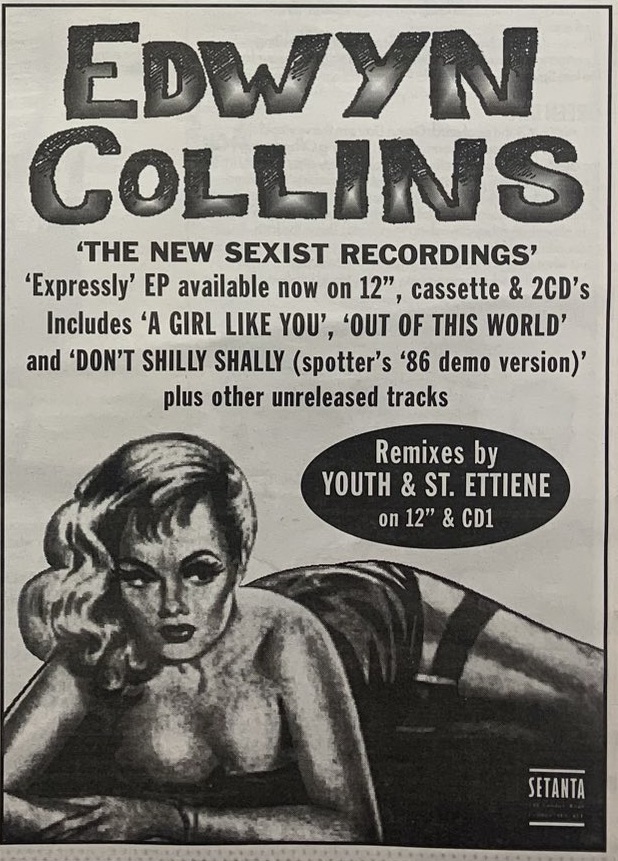 EDWYN
COLLINS
‘THE NEW SEXIST RECORDINGS’
‘Expressly’ EP available now on 12”, cassette & 2CD’s
Includes ‘A GIRL LIKE YOU’, ‘OUT OF THIS WORLD’
and ‘DON’T SHILLY SHALLY (spotter’s ‘86 demo version)’
plus other unreleased tracks
Remixes by
YOUTH & ST. ETTIENE
on 12” & CD1
SETANTA